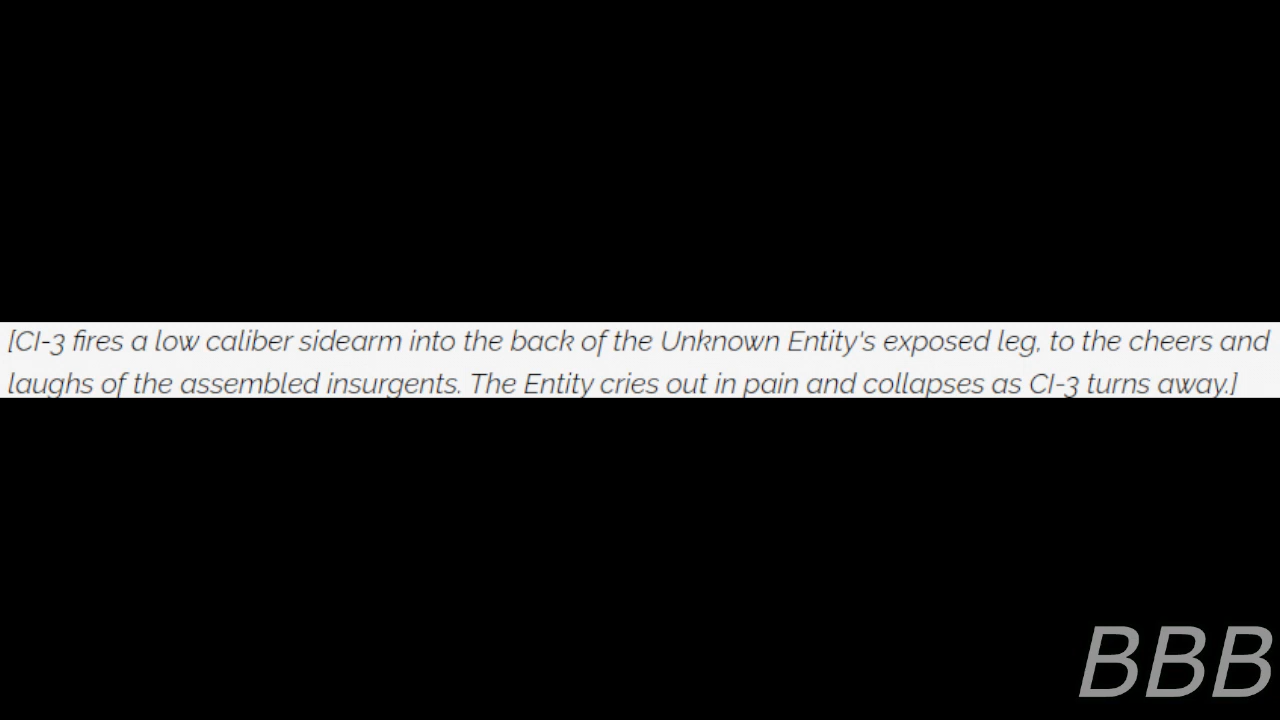 [CI-3 fires a low caliber sidearm into the back of the Unknown Entity's exposed leg, to the cheers and
laughs of the assembled insurgents. The Entity cries out in pain and collapses as CI-3 turns away.]
BBB